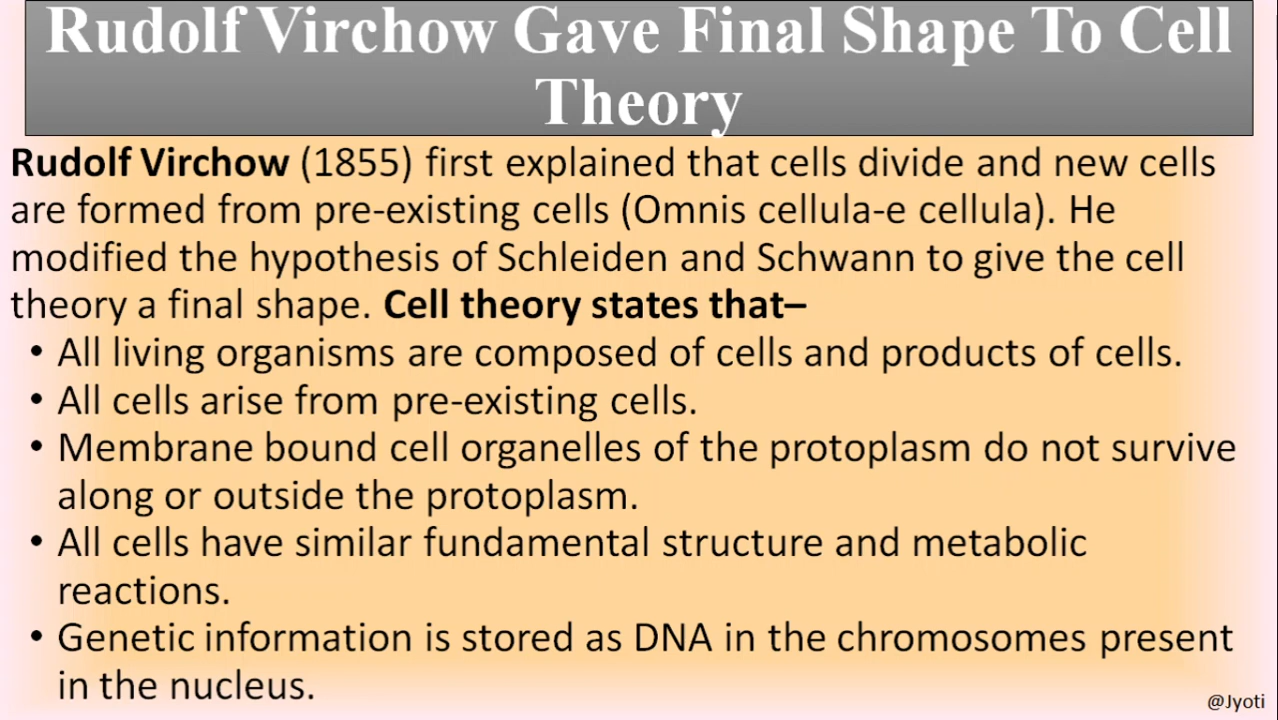 Rudolf Virchow Gave Final Shape To Cell
Theory
Rudolf Virchow (1855) first explained that cells divide and new cells
are formed from pre-existing cells (Omnis cellula-e cellula). He
modified the hypothesis of Schleiden and Schwann to give the cell
theory a final shape. Cell theory states that–
• All living organisms are composed of cells and products of cells.
• All cells arise from pre-existing cells.
• Membrane bound cell organelles of the protoplasm do not survive
along or outside the protoplasm.
• All cells have similar fundamental structure and metabolic
reactions.
• Genetic information is stored as DNA in the chromosomes present
in the nucleus.
@Jyoti